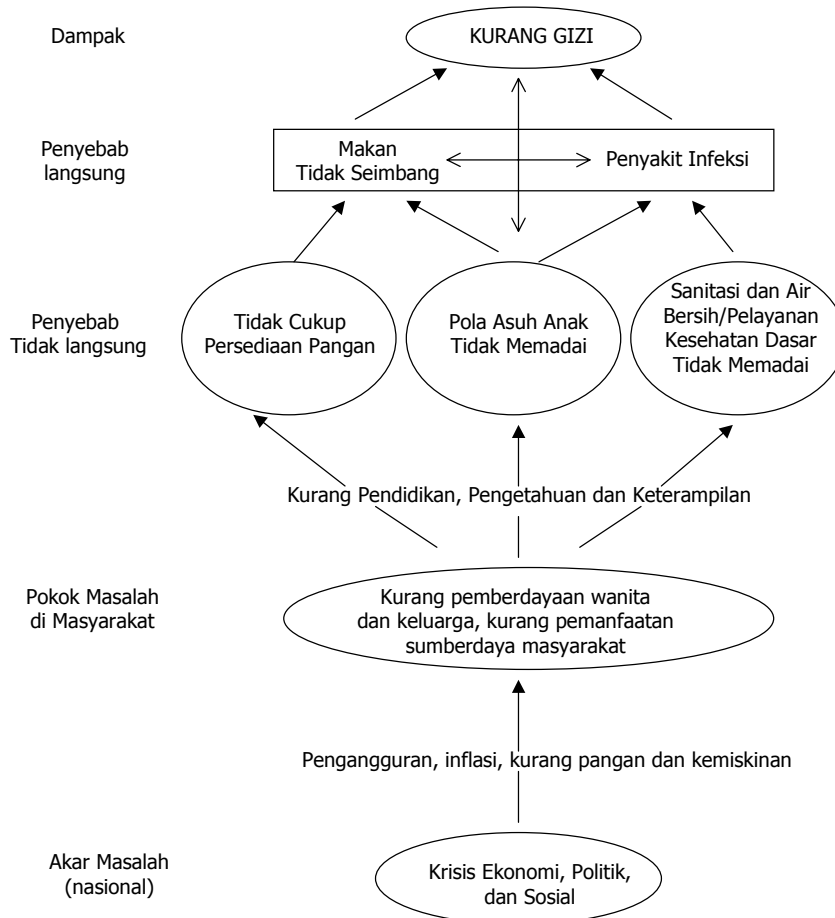 Dampak
KURANG GIZI
Penyebab
langsung
Makan
Tidak Seimbang
Penyakit Infeksi
Penyebab
Tidak langsung
Tidak Cukup
Persediaan Pangan
Pola Asuh Anak
Tidak Memadai
Sanitasi dan Air
Bersih/Pelayanan
Kesehatan Dasar
Tidak Memadai
Kurang Pendidikan, Pengetahuan dan Keterampilan
Pokok Masalah
di Masyarakat
Kurang pemberdayaan wanita
dan keluarga, kurang pemanfaatan
sumberdaya masyarakat
Pengangguran, inflasi, kurang pangan dan kemiskinan
Akar Masalah
(nasional)
Krisis Ekonomi, Politik,
dan Sosial